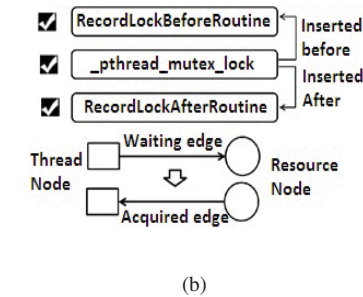 RecordLockBeforeRoutine
Inserted
before
_pthread_mutex_lock
Inserted
After
RecordLockAfterRoutine
Waiting edge
Thread
Node
Resource
Node
Acquired edge
(b)